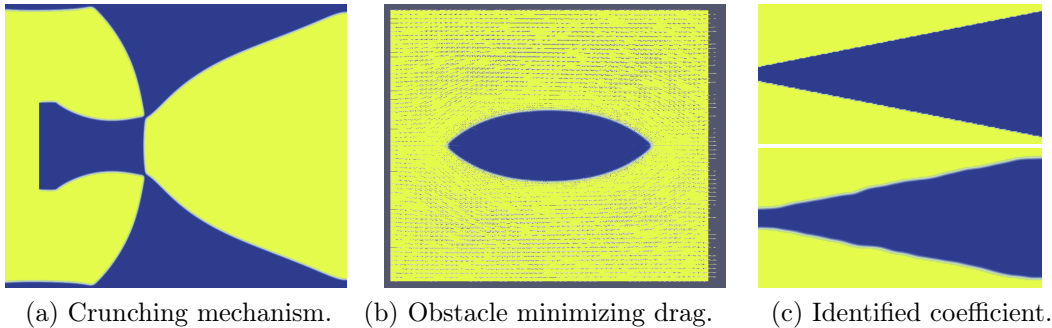 (a) Crunching mechanism. (b) Obstacle minimizing drag. (c) Identified coefficient.